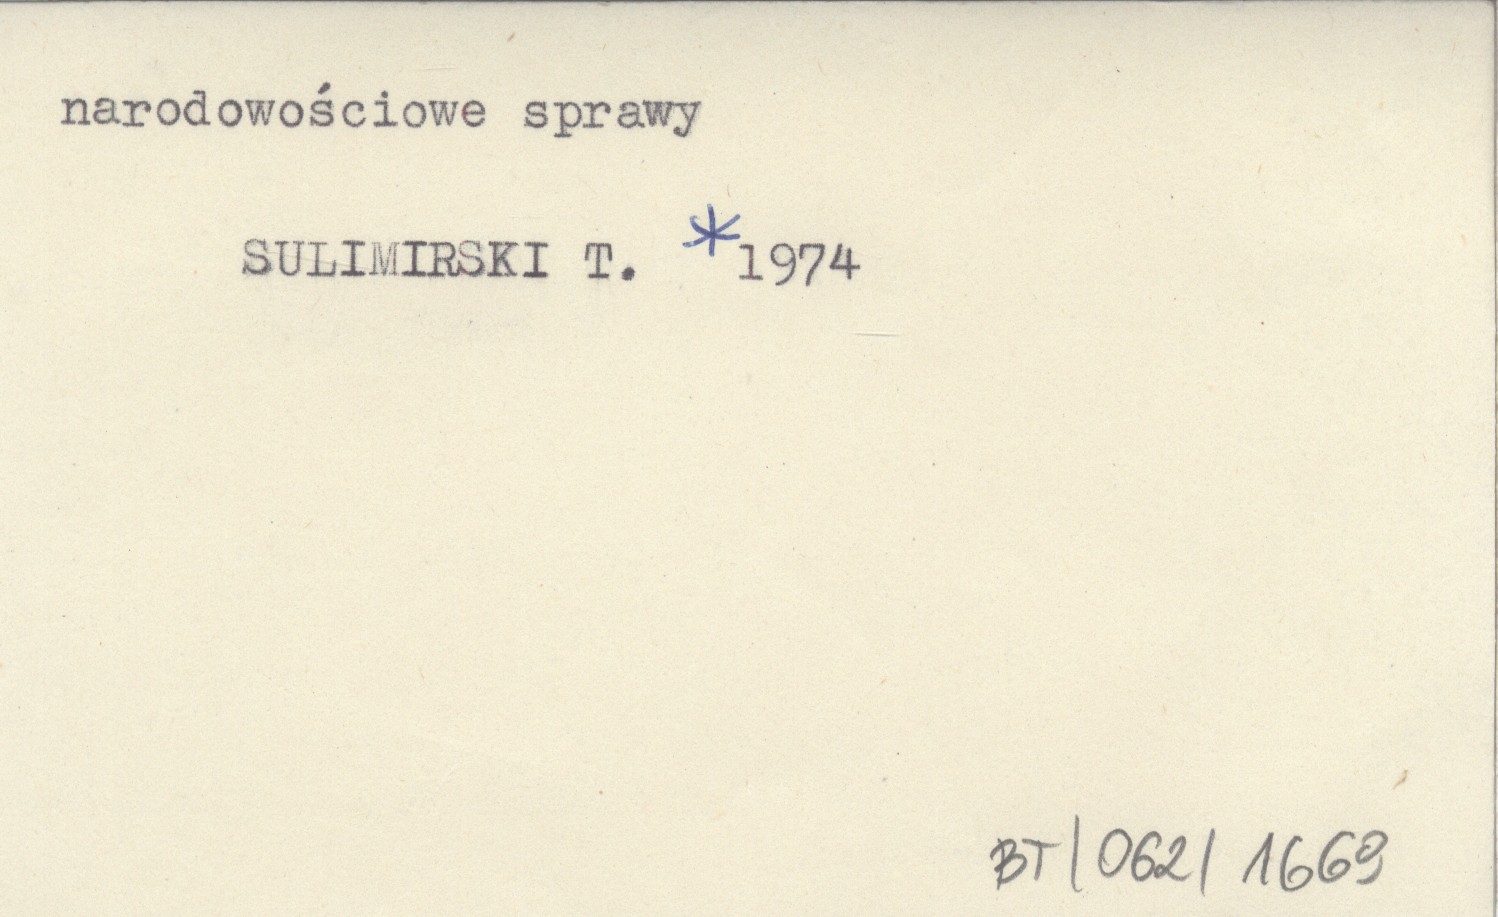 narodowościowe sprawy
SULIMIRSKI T. *1974
BT/062/1669